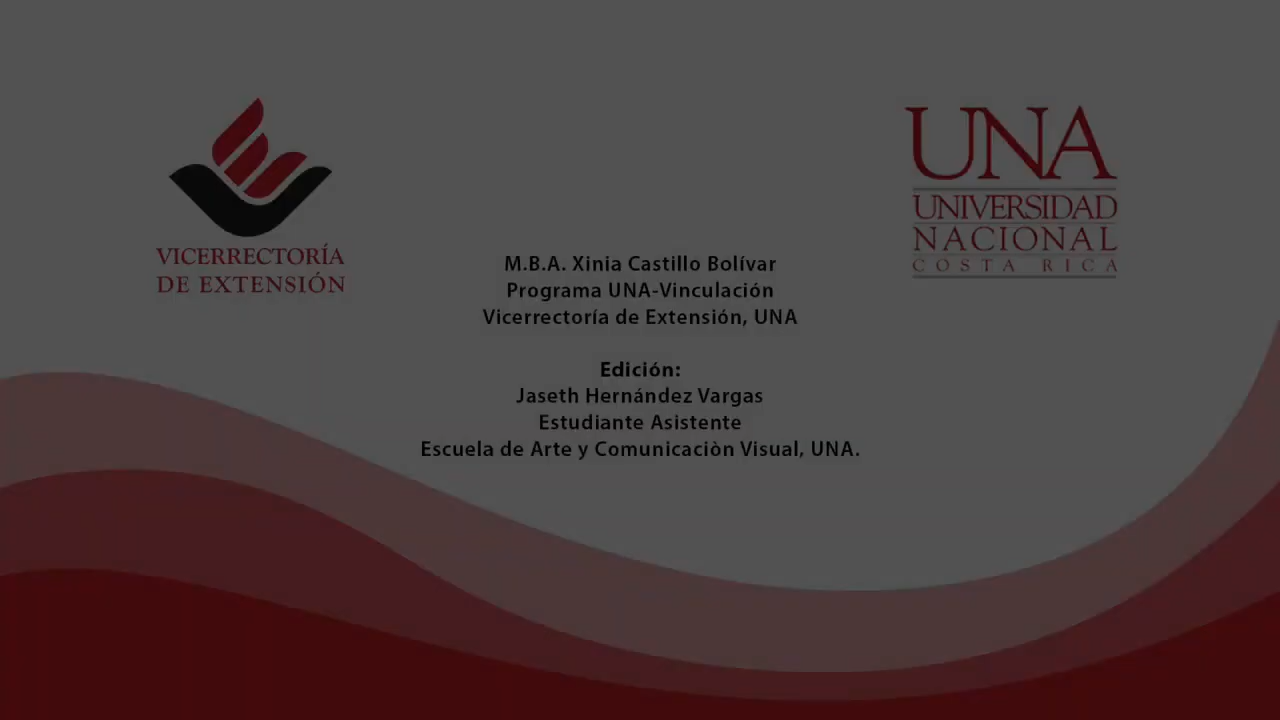 VICERRECTORÍA
DE EXTENSIÓN
UNA
UNIVERSIDAD
NACIONAL
COSTA RICA
M.B.A. Xinia Castillo Bolívar
Programa UNA-Vinculación
Vicerrectoría de Extensión, UNA
Edición:
Jaseth Hernández Vargas
Estudiante Asistente
Escuela de Arte y Comunicaciòn Visual, UNA.